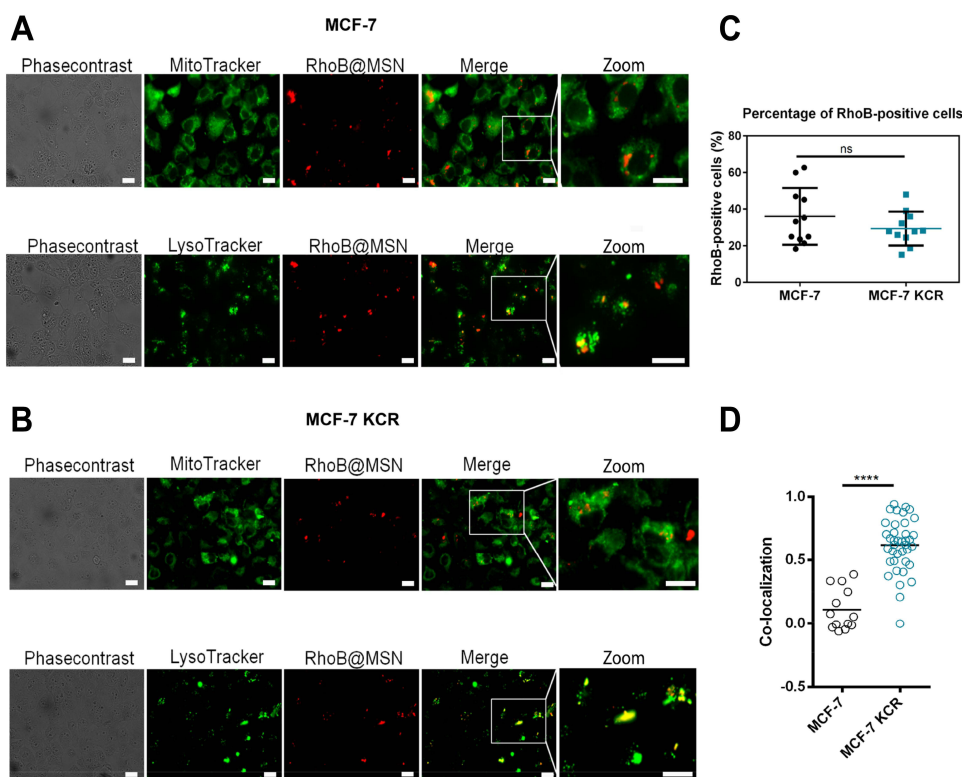 A
MCF-7
Phasecontrast MitoTracker RhoB@MSN Merge Zoom
Phasecontrast LysoTracker RhoB@MSN Merge Zoom
B
MCF-7 KCR
Phasecontrast MitoTracker RhoB@MSN Merge Zoom
Phasecontrast LysoTracker RhoB@MSN Merge Zoom
C
Percentage of RhoB-positive cells
RhoB-positive cells (%)
80
60
40
20
0
ns
MCF-7 MCF-7 KCR
D
Co-localization
1.0
0.5
0.0
-0.5
****
MCF-7 MCF-7 KCR